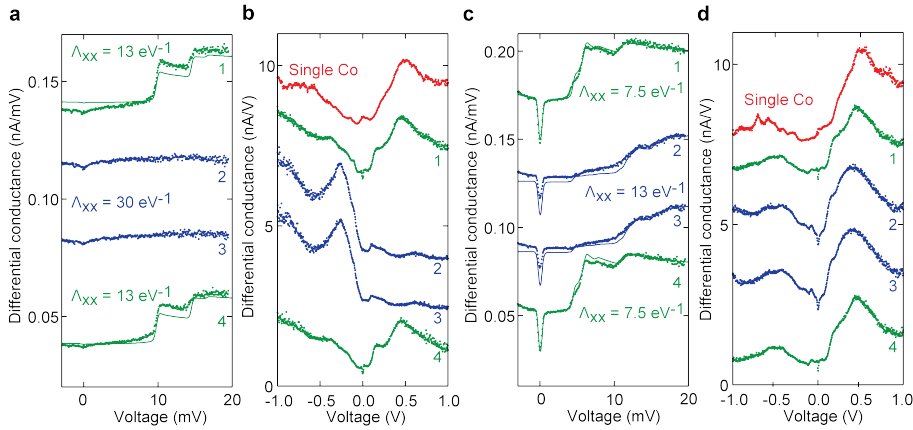 a
b
c
d
Differential conductance (nA/mV)
0.15
0.10
0.05
Λxx = 13 eV-1
1
2
Λxx = 30 eV-1
3
Λxx = 13 eV-1
4
0
10
20
Voltage (mV)
Differential conductance (nA/V)
10
5
0
Single Co
1
2
3
4
-1.0
-0.5
0.0
0.5
1.0
Voltage (V)
Differential conductance (nA/mV)
0.20
0.15
0.10
0.05
1
Λxx = 7.5 eV-1
2
Λxx = 13 eV-1
3
4
Λxx = 7.5 eV-1
0
10
20
Voltage (mV)
Differential conductance (nA/V)
10
5
0
Single Co
1
2
3
4
-1.0
-0.5
0.0
0.5
1.0
Voltage (V)